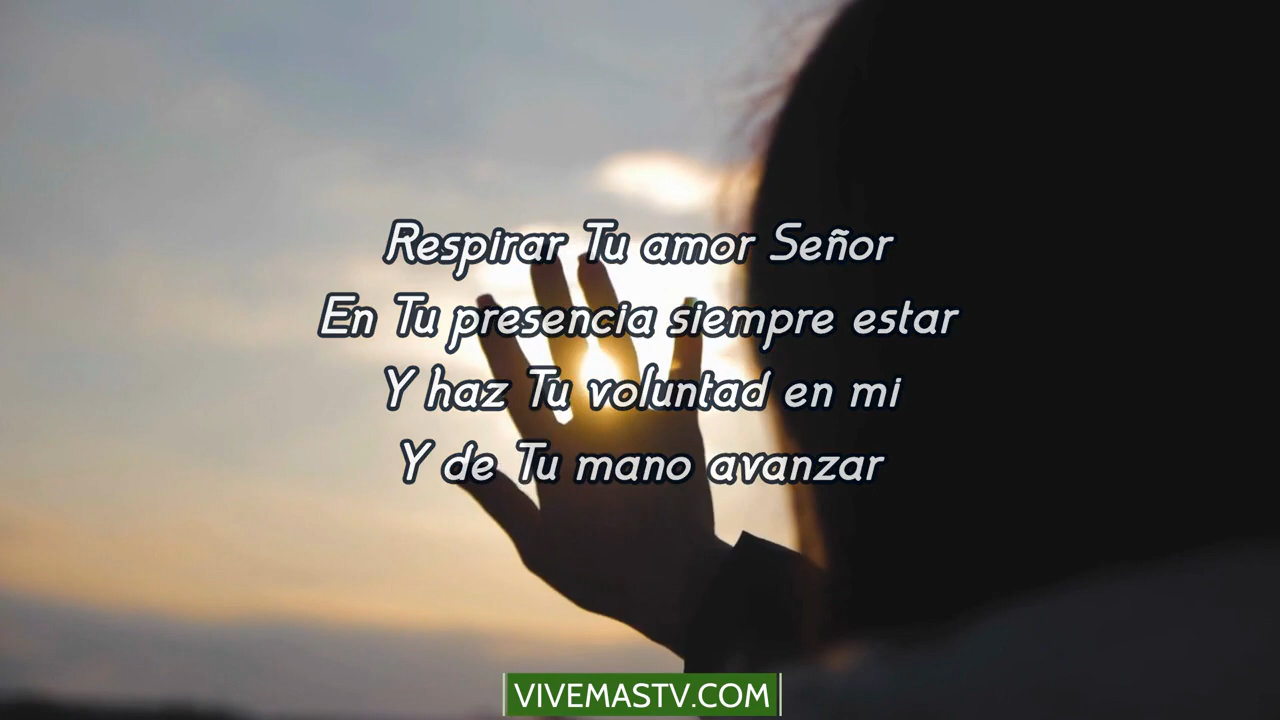 Respirar Tu amor Señor
En Tu presencia siempre estar
Y haz Tu voluntad en mi
Y de Tu mano avanzar
VIVEMASTV.COM